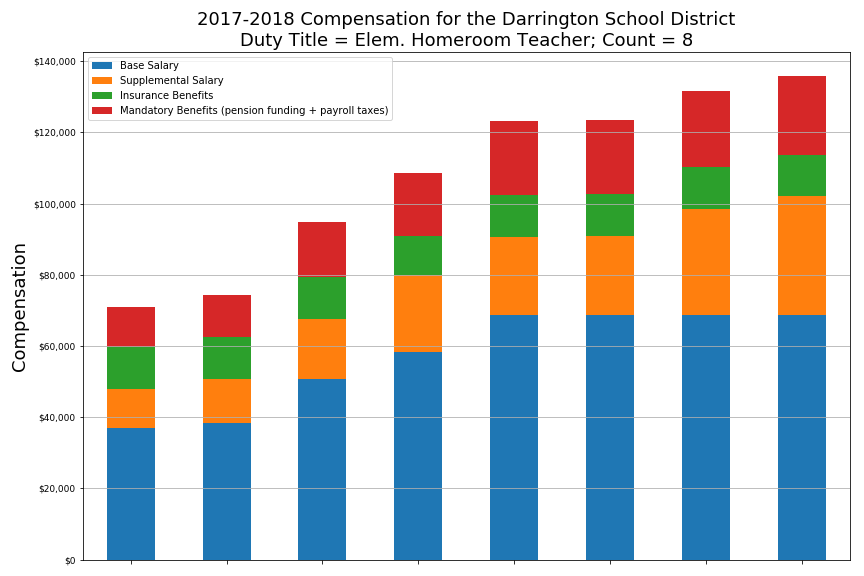 2017-2018 Compensation for the Darrington School District
Duty Title = Elem. Homeroom Teacher; Count = 8
$140,000
Base Salary
Supplemental Salary
Insurance Benefits
Mandatory Benefits (pension funding + payroll taxes)
$120,000
$100,000
$80,000
$60,000
$40,000
$20,000
$0
Compensation